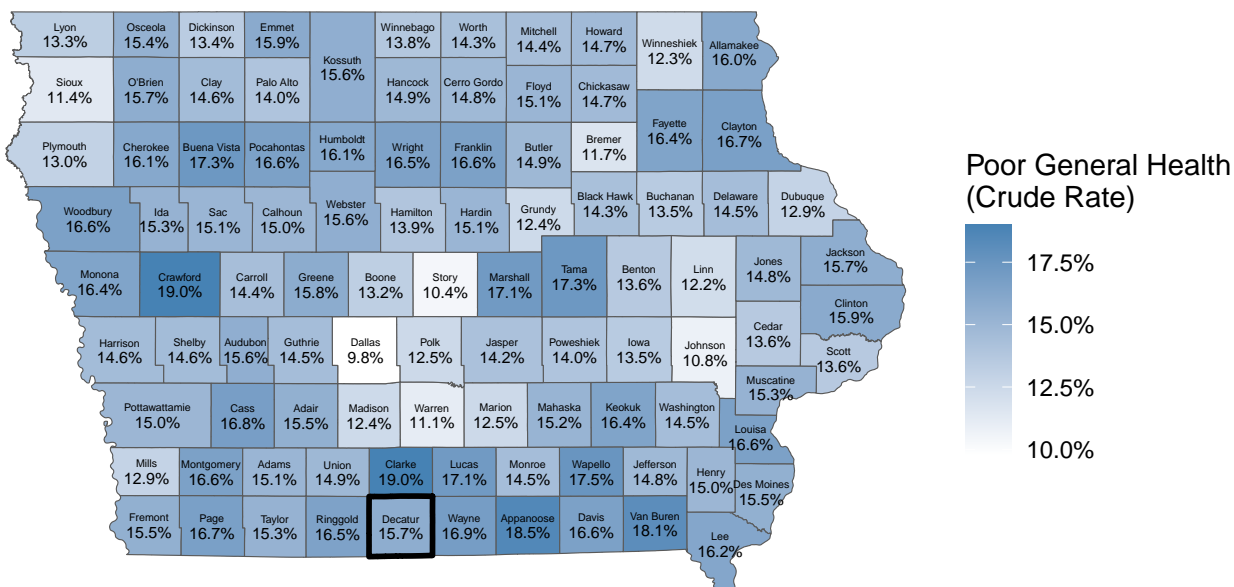 Lyon
13.3%
Osceola
15.4%
Dickinson
13.4%
Emmet
15.9%
Kossuth
15.6%
Winnebago
13.8%
Worth
14.3%
Mitchell
14.4%
Howard
14.7%
Winneshiek
12.3%
Allamakee
16.0%
Sioux
11.4%
O'Brien
15.7%
Clay
14.6%
Palo Alto
14.0%
Hancock
14.9%
Cerro Gordo
14.8%
Floyd
15.1%
Chickasaw
14.7%
Plymouth
13.0%
Cherokee
16.1%
Buena Vista
17.3%
Pocahontas
16.6%
Humboldt
16.1%
Wright
16.5%
Franklin
16.6%
Butler
14.9%
Bremer
11.7%
Fayette
16.4%
Clayton
16.7%
Woodbury
16.6%
Ida
15.3%
Sac
15.1%
Calhoun
15.0%
Webster
15.6%
Hamilton
13.9%
Hardin
15.1%
Grundy
12.4%
Black Hawk
14.3%
Buchanan
13.5%
Delaware
14.5%
Dubuque
12.9%
Monona
16.4%
Crawford
19.0%
Carroll
14.4%
Greene
15.8%
Boone
13.2%
Story
10.4%
Marshall
17.1%
Tama
17.3%
Benton
13.6%
Linn
12.2%
Jones
14.8%
Jackson
15.7%
Clinton
15.9%
Harrison
14.6%
Shelby
14.6%
Audubon
15.6%
Guthrie
14.5%
Dallas
9.8%
Polk
12.5%
Jasper
14.2%
Poweshiek
14.0%
Iowa
13.5%
Johnson
10.8%
Cedar
13.6%
Scott
13.6%
Muscatine
15.3%
Pottawattamie
15.0%
Cass
16.8%
Adair
15.5%
Madison
12.4%
Warren
11.1%
Marion
12.5%
Mahaska
15.2%
Keokuk
16.4%
Washington
14.5%
Louisa
16.6%
Mills
12.9%
Montgomery
16.6%
Adams
15.1%
Union
14.9%
Clarke
19.0%
Lucas
17.1%
Monroe
14.5%
Wapello
17.5%
Jefferson
14.8%
Henry
15.0%
Des Moines
15.5%
Fremont
15.5%
Page
16.7%
Taylor
15.3%
Ringgold
16.5%
Decatur
15.7%
Wayne
16.9%
Appanoose
18.5%
Davis
16.6%
Van Buren
18.1%
Lee
16.2%
Poor General Health
(Crude Rate)
17.5%
15.0%
12.5%
10.0%